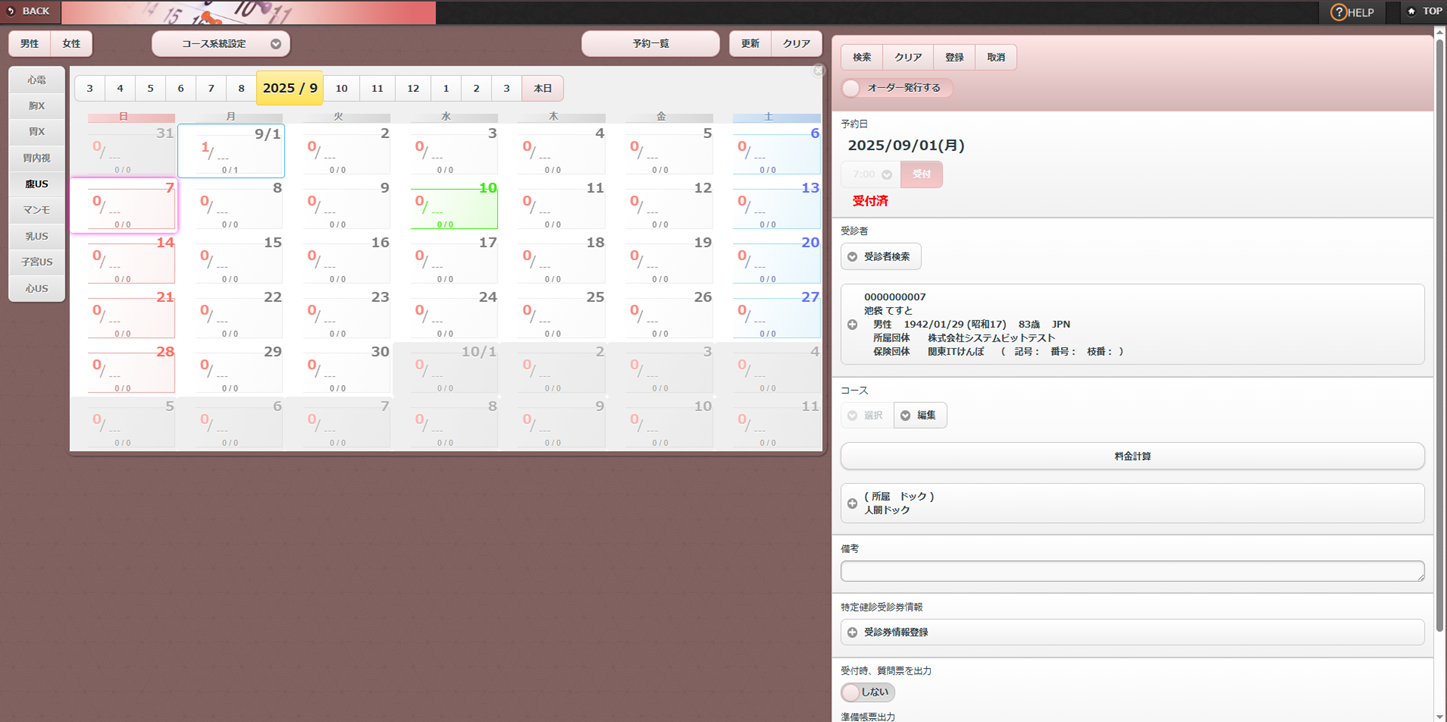 BACK
HELP
TOP
男性 女性 コース系統設定 予約一覧 更新 クリア
心電
胸X
胃X
胃内視
腹US
マンモ
乳US
子宮US
心US
3 4 5 6 7 8 2025 / 9 10 11 12 1 2 3 本日
日 月 火 水 木 金 土
31 9/1 2 3 4 5 6
0/ --- 1/ --- 0/ --- 0/ --- 0/ --- 0/ --- 0/ ---
0 / 0 0 / 1 0 / 0 0 / 0 0 / 0 0 / 0 0 / 0
7 8 9 10 11 12 13
0/ --- 0/ --- 0/ --- 0/ --- 0/ --- 0/ --- 0/ ---
0 / 0 0 / 0 0 / 0 0 / 0 0 / 0 0 / 0 0 / 0
14 15 16 17 18 19 20
0/ --- 0/ --- 0/ --- 0/ --- 0/ --- 0/ --- 0/ ---
0 / 0 0 / 0 0 / 0 0 / 0 0 / 0 0 / 0 0 / 0
21 22 23 24 25 26 27
0/ --- 0/ --- 0/ --- 0/ --- 0/ --- 0/ --- 0/ ---
0 / 0 0 / 0 0 / 0 0 / 0 0 / 0 0 / 0 0 / 0
28 29 30 10/1 2 3 4
0/ --- 0/ --- 0/ --- 0/ --- 0/ --- 0/ --- 0/ ---
0 / 0 0 / 0 0 / 0 0 / 0 0 / 0 0 / 0 0 / 0
5 6 7 8 9 10 11
0/ --- 0/ --- 0/ --- 0/ --- 0/ --- 0/ --- 0/ ---
0 / 0 0 / 0 0 / 0 0 / 0 0 / 0 0 / 0 0 / 0
検索 クリア 登録 取消
オーダー発行する
予約日
2025/09/01(月)
7:00 受付
受付済
受診者
受診者検索
0000000007
池袋 てすと
男性 1942/01/29 (昭和17) 83歳 JPN
所属団体 株式会社システムビットテスト
保険団体 関東ITけんぽ ( 記号： 番号： 枝番： )
コース
選択 編集
料金計算
( 所属 ドック )
人間ドック
備考
特定健診受診券情報
受診券情報登録
受付時、質問票を出力
しない
準備帳票出力